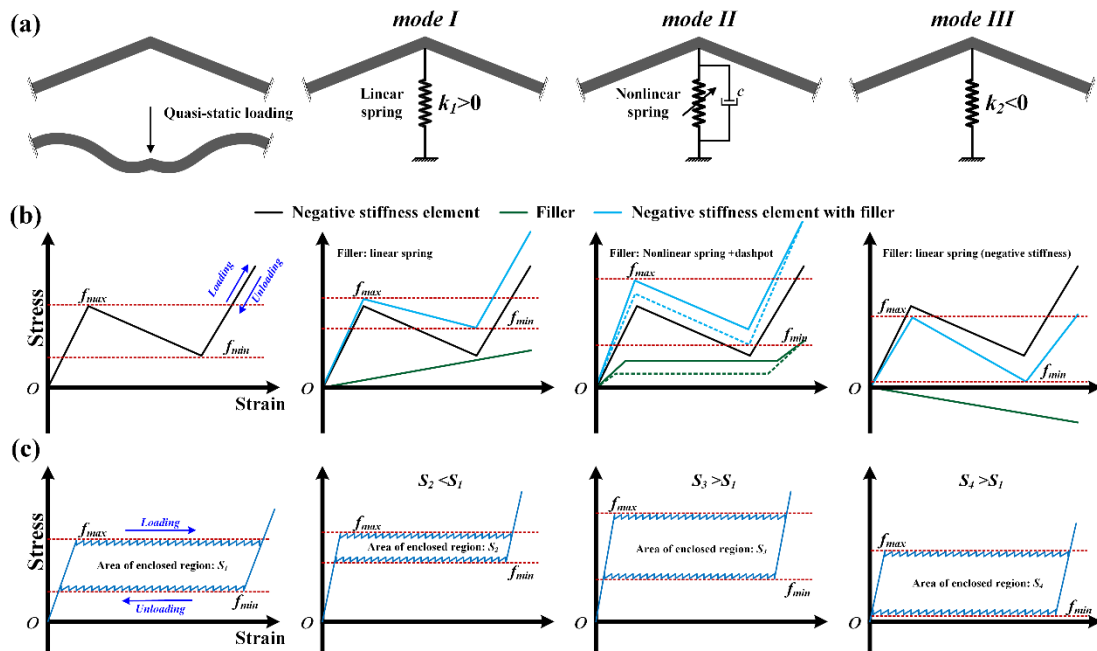 (a)
mode I
mode II
mode III
Quasi-static loading
Linear
spring
k1>0
Nonlinear
spring
c
k2<0
(b)
Negative stiffness element
Filler
Negative stiffness element with filler
Stress
fmax
fmin
Loading
Unloading
O
Strain
Filler: linear spring
fmax
fmin
O
Filler: Nonlinear spring +dashpot
fmax
fmin
O
Filler: linear spring (negative stiffness)
fmax
fmin
O
(c)
Stress
fmax
Loading
Area of enclosed region: S1
Unloading
fmin
O
Strain
S2 <S1
fmax
Area of enclosed region: S2
fmin
O
S3 >S1
fmax
Area of enclosed region: S3
fmin
O
S4 >S1
fmax
Area of enclosed region: S4
fmin
O